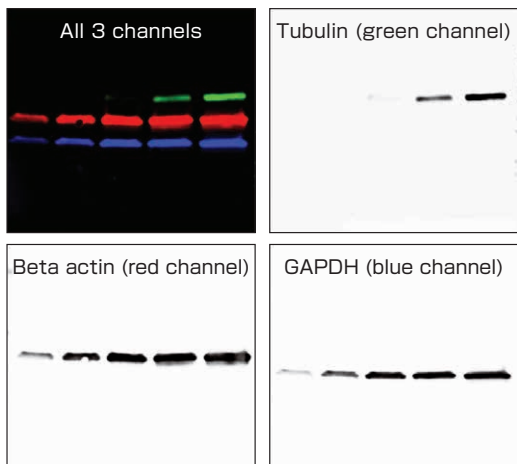 All 3 channels
Tubulin (green channel)
Beta actin (red channel)
GAPDH (blue channel)